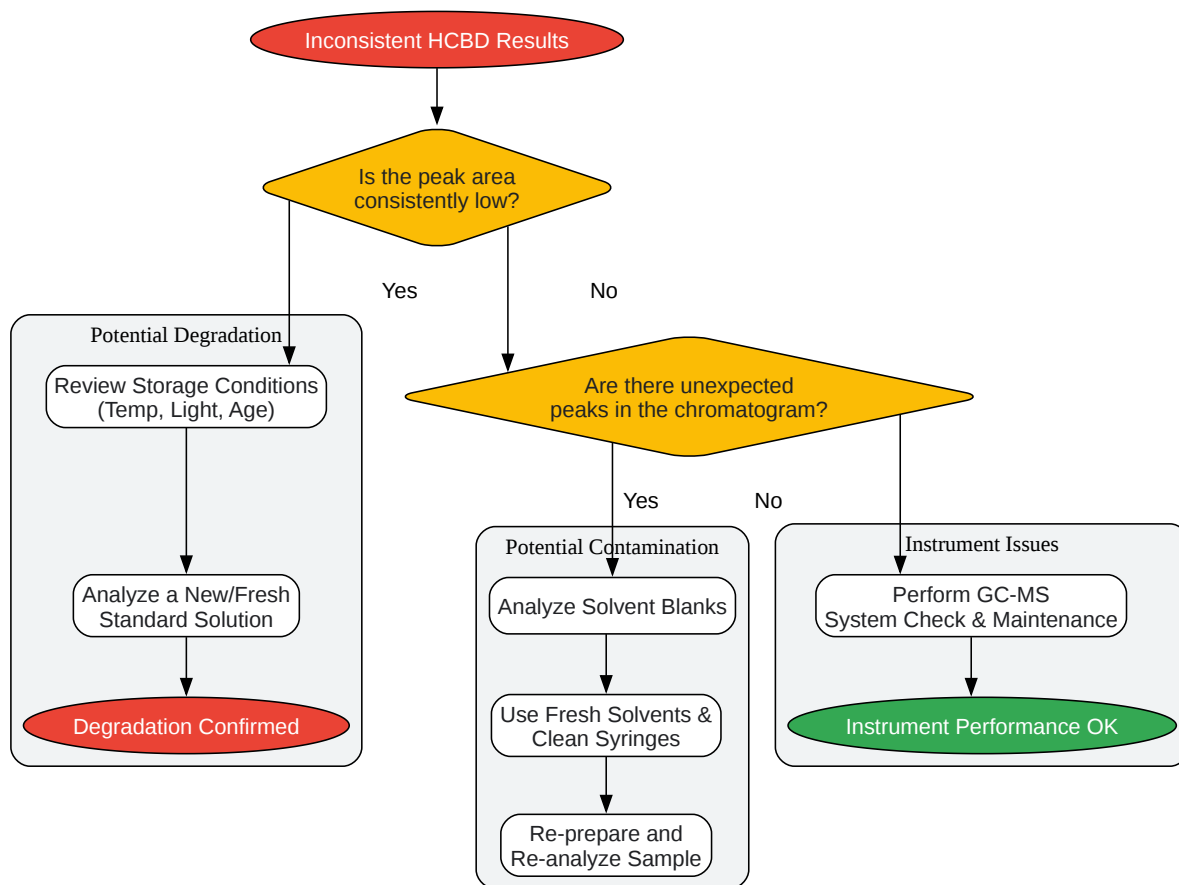 Inconsistent HCBD Results
Is the peak area
consistently low?
Yes
No
Potential Degradation
Review Storage Conditions
(Temp, Light, Age)
Analyze a New/Fresh
Standard Solution
Degradation Confirmed
Are there unexpected
peaks in the chromatogram?
Yes
No
Potential Contamination
Analyze Solvent Blanks
Use Fresh Solvents &
Clean Syringes
Re-prepare and
Re-analyze Sample
Instrument Issues
Perform GC-MS
System Check & Maintenance
Instrument Performance OK